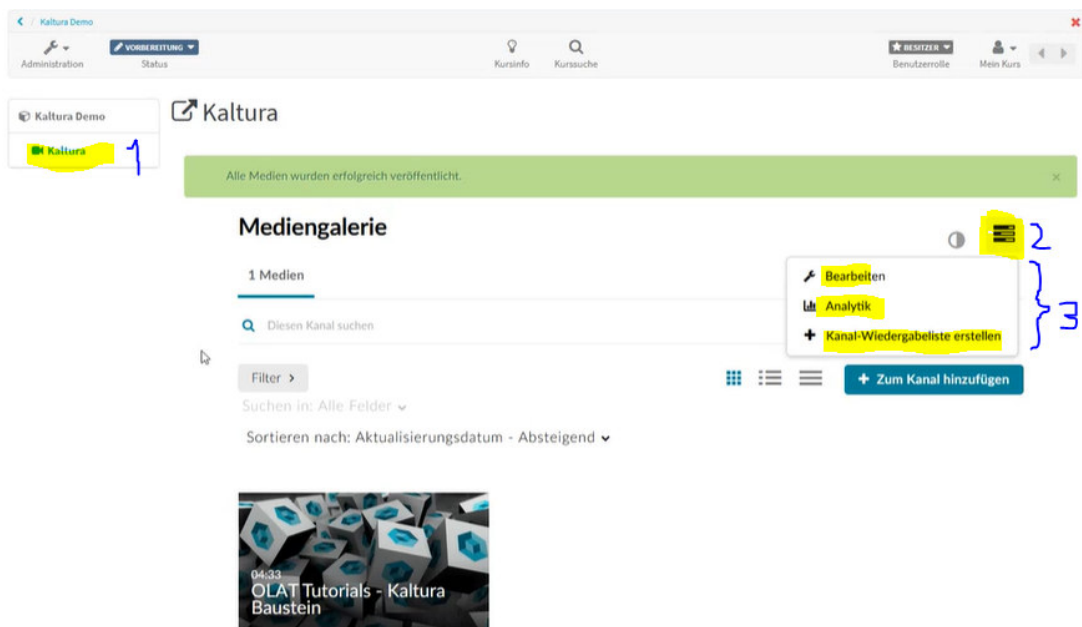 Kaltura Demo
Administration
VORBEREITUNG
Status
Kursinfo
Kurssuche
BESITZER
Benutzerrolle
Mein Kurs
Kaltura Demo
Kaltura
1
Kaltura
Alle Medien wurden erfolgreich veröffentlicht.
Mediengalerie
2
1 Medien
Bearbeiten
Analytik
Kanal-Wiedergabeliste erstellen
3
Diesen Kanal suchen
Filter
+ Zum Kanal hinzufügen
Suchen in: Alle Felder
Sortieren nach: Aktualisierungsdatum - Absteigend
04:33
OLAT Tutorials - Kaltura
Baustein